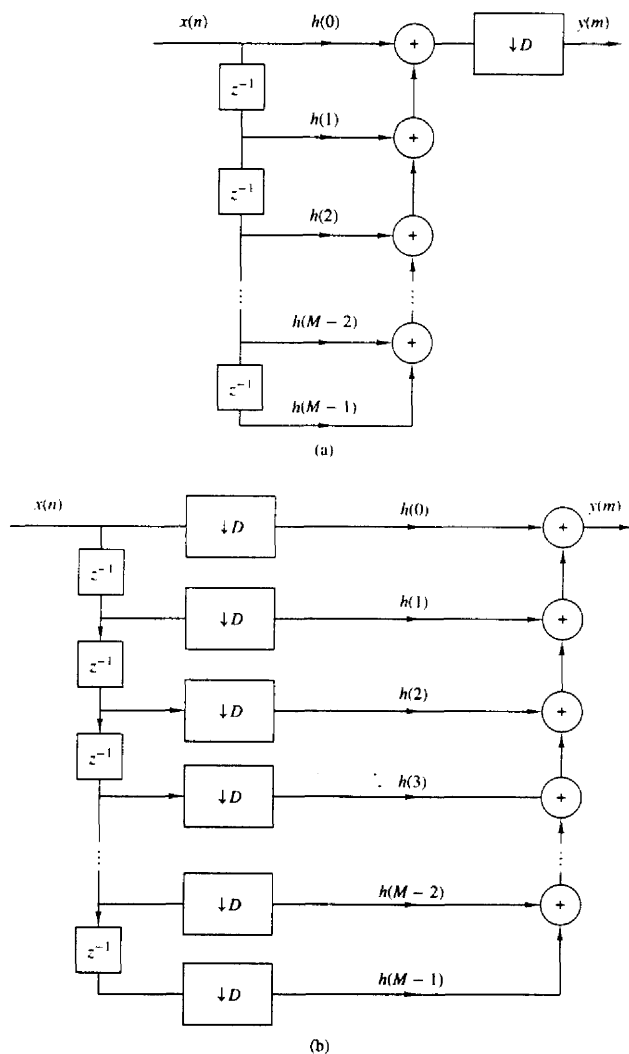 x(n) h(0) + ↓D y(m)
z⁻¹
h(1) +
z⁻¹
h(2) +
⋮ ⋮
h(M − 2) +
z⁻¹
h(M − 1)
(a)
x(n) ↓D h(0) + y(m)
z⁻¹
↓D h(1) +
z⁻¹
↓D h(2) +
z⁻¹
↓D h(3) +
⋮ ⋮
↓D h(M − 2) +
z⁻¹
↓D h(M − 1)
(b)